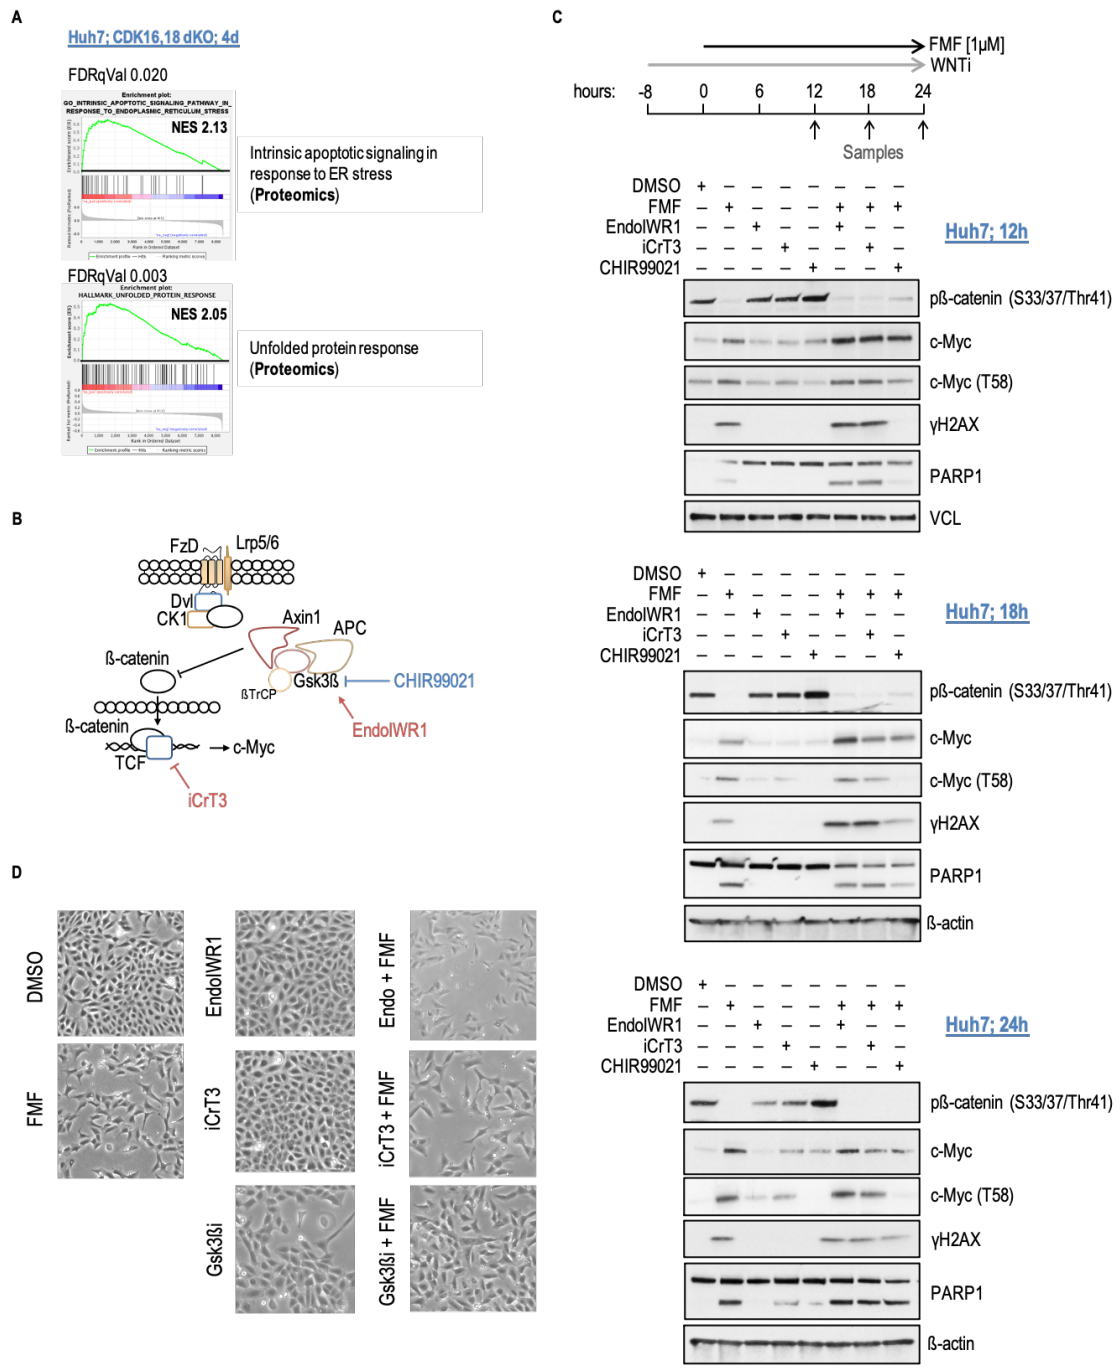 A
Huh7; CDK16,18 dKO; 4d
FDRqVal 0.020
Enrichment plot:
GO_INTRINSIC_APOPTOTIC_SIGNALING_PATHWAY_IN_
RESPONSE_TO_ENDOPLASMIC_RETICULUM_STRESS
NES 2.13
Intrinsic apoptotic signaling in
response to ER stress
(Proteomics)
FDRqVal 0.003
Enrichment plot:
HALLMARK_UNFOLDED_PROTEIN_RESPONSE
NES 2.05
Unfolded protein response
(Proteomics)
B
FzD
Lrp5/6
Dvl
CK1
Axin1
APC
ß-catenin
ßTrCP
Gsk3ß
CHIR99021
EndoIWR1
ß-catenin
TCF
c-Myc
iCrT3
C
FMF [1µM]
WNTi
hours: -8 0 6 12 18 24
Samples
DMSO + – – – – – – –
FMF – + – – – + + +
EndoIWR1 – – + – – + – –
iCrT3 – – – + – – + –
CHIR99021 – – – – + – – +
Huh7; 12h
pß-catenin (S33/37/Thr41)
c-Myc
c-Myc (T58)
γH2AX
PARP1
VCL
DMSO + – – – – – – –
FMF – + – – – + + +
EndoIWR1 – – + – – + – –
iCrT3 – – – + – – + –
CHIR99021 – – – – + – – +
Huh7; 18h
pß-catenin (S33/37/Thr41)
c-Myc
c-Myc (T58)
γH2AX
PARP1
ß-actin
DMSO + – – – – – – –
FMF – + – – – + + +
EndoIWR1 – – + – – + – –
iCrT3 – – – + – – + –
CHIR99021 – – – – + – – +
Huh7; 24h
pß-catenin (S33/37/Thr41)
c-Myc
c-Myc (T58)
γH2AX
PARP1
ß-actin
D
DMSO
EndoIWR1
Endo + FMF
FMF
iCrT3
iCrT3 + FMF
Gsk3ßi
Gsk3ßi + FMF